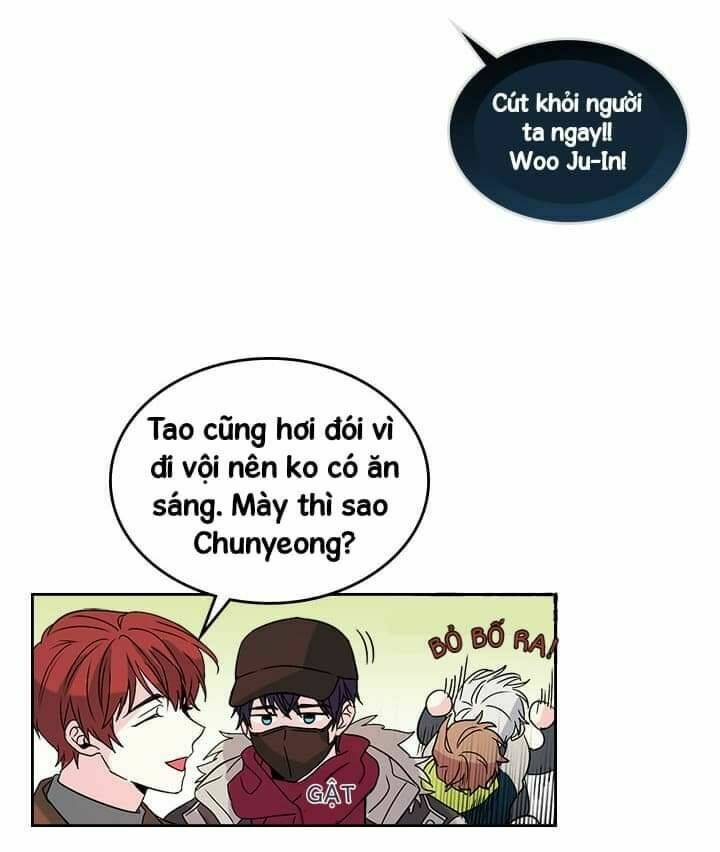 Cút khỏi người
ta ngay!!
Woo Ju-In!
Tao cũng hơi đói vì
đi vội nên ko có ăn
sáng. Mày thì sao
Chunyeong?
BỎ BỐ RA!
GẬT